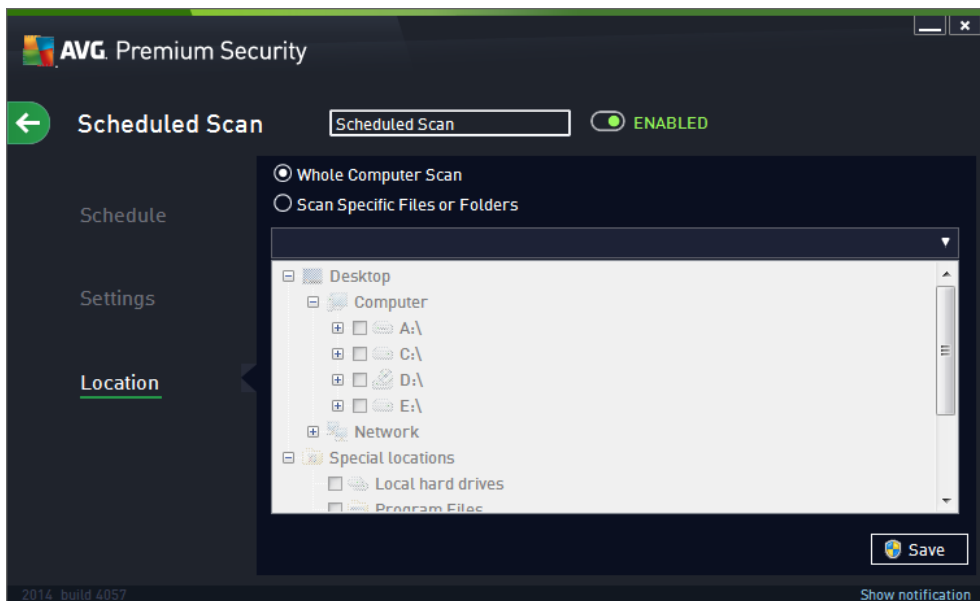 AVG. Premium Security
Scheduled Scan
Scheduled Scan
ENABLED
Schedule
Settings
Location
Whole Computer Scan
Scan Specific Files or Folders
Desktop
Computer
A:\
C:\
D:\
E:\
Network
Special locations
Local hard drives
Program Files
Save
2014 build 4057
Show notification